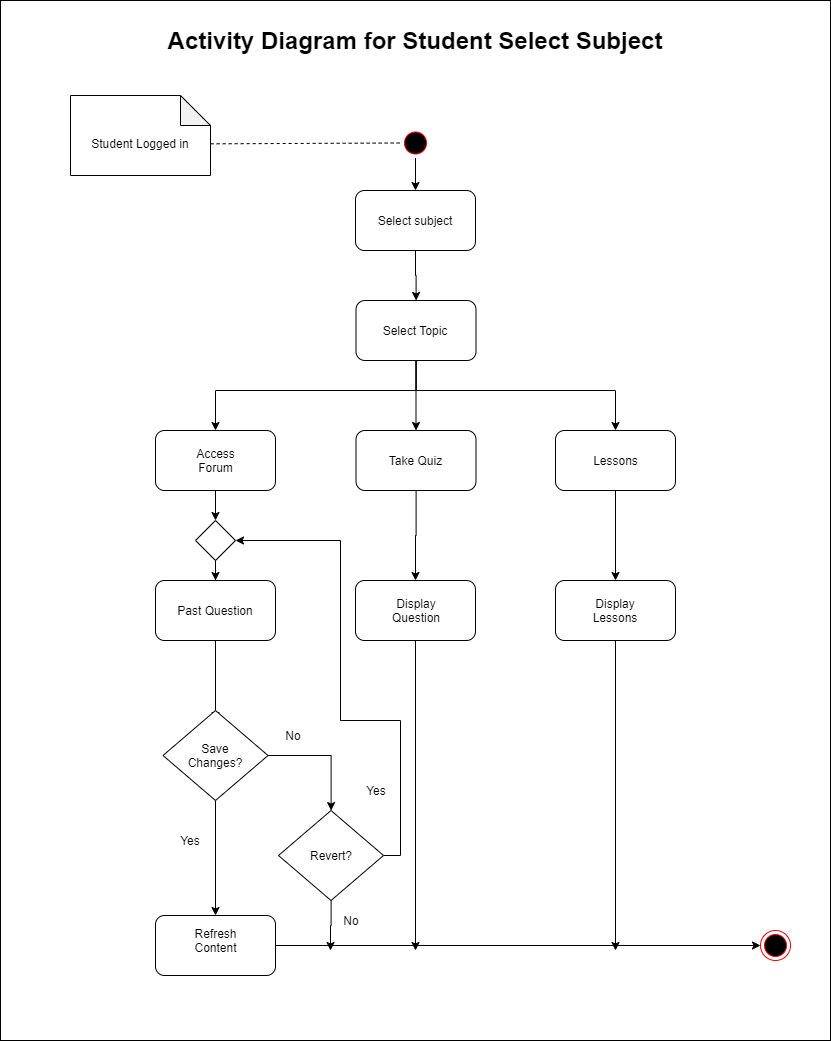 Activity Diagram for Student Select Subject
Student Logged in
Select subject
Select Topic
Access
Forum
Take Quiz
Lessons
Past Question
Display
Question
Display
Lessons
Save
Changes?
No
Yes
Yes
Revert?
No
Refresh
Content